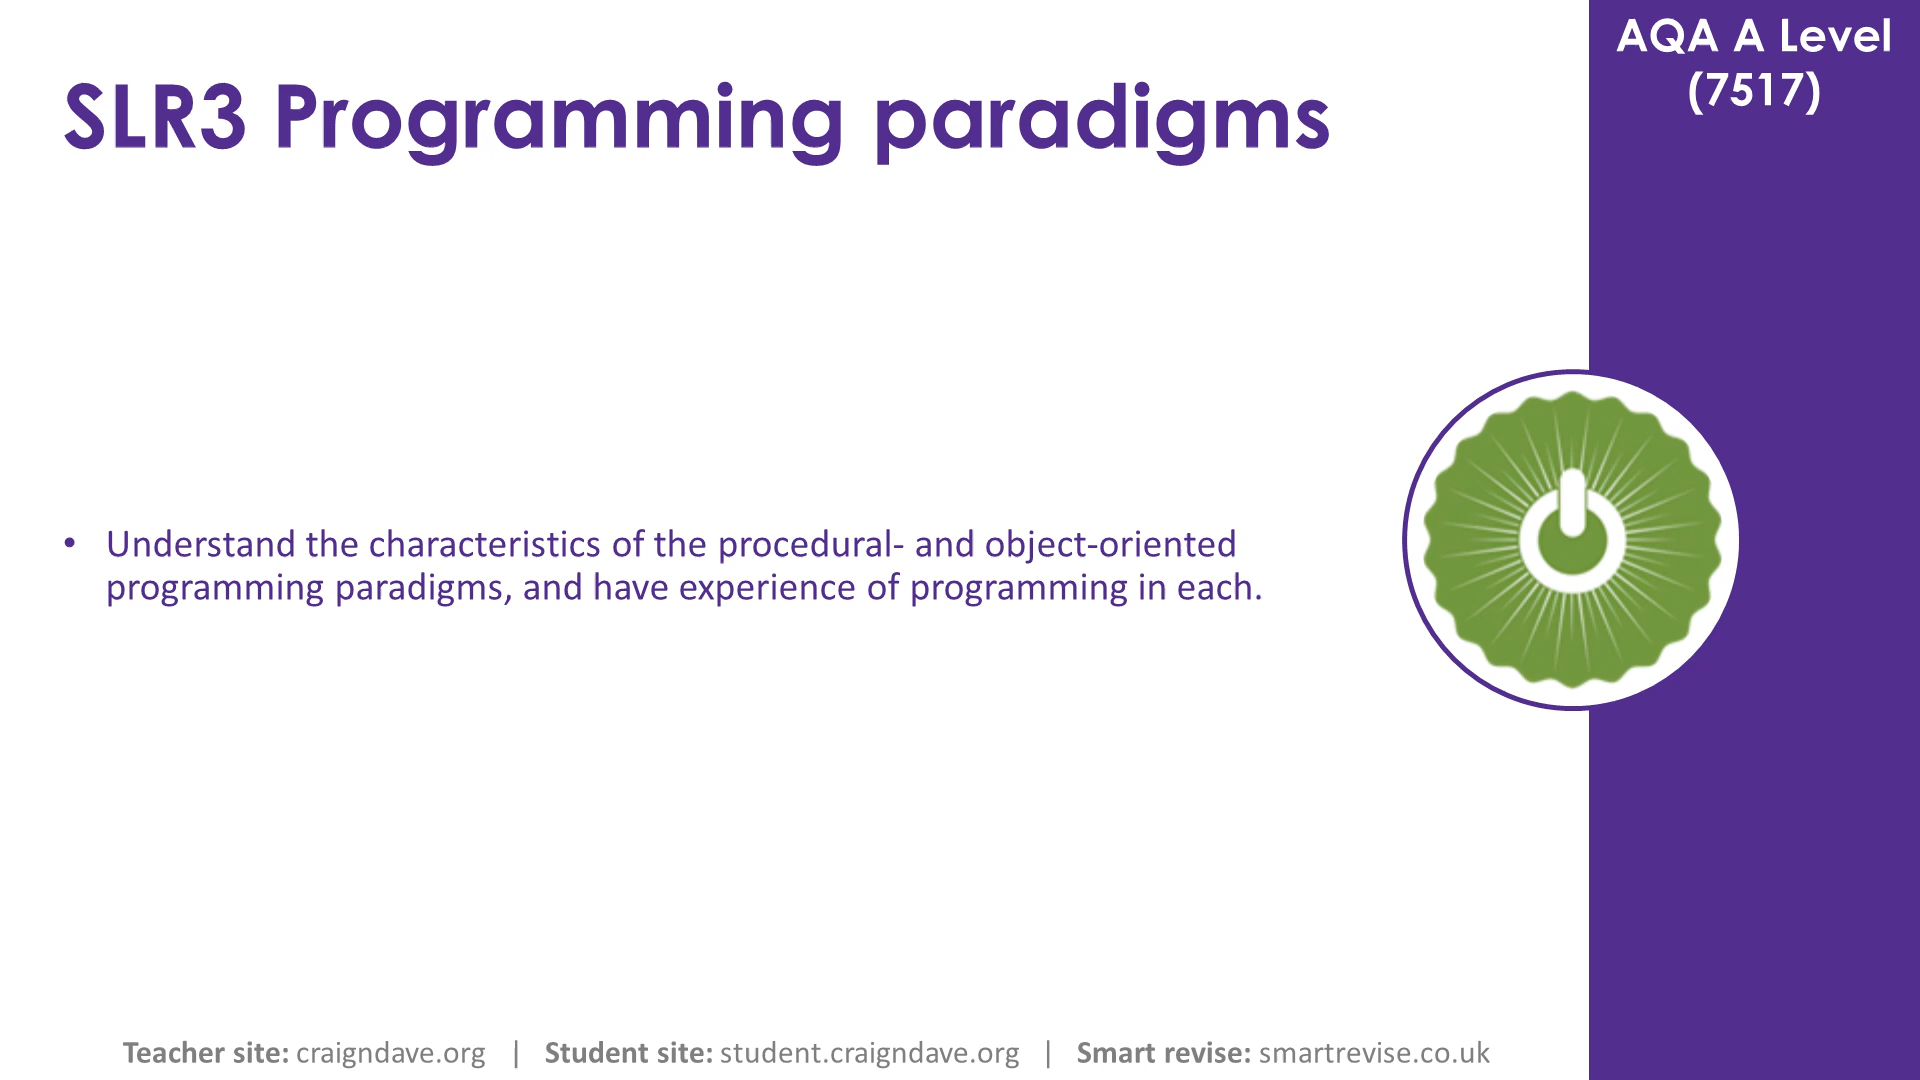 SLR3 Programming paradigms
AQA A Level
(7517)
• Understand the characteristics of the procedural- and object-oriented
programming paradigms, and have experience of programming in each.
Teacher site: craigndave.org | Student site: student.craigndave.org | Smart revise: smartrevise.co.uk